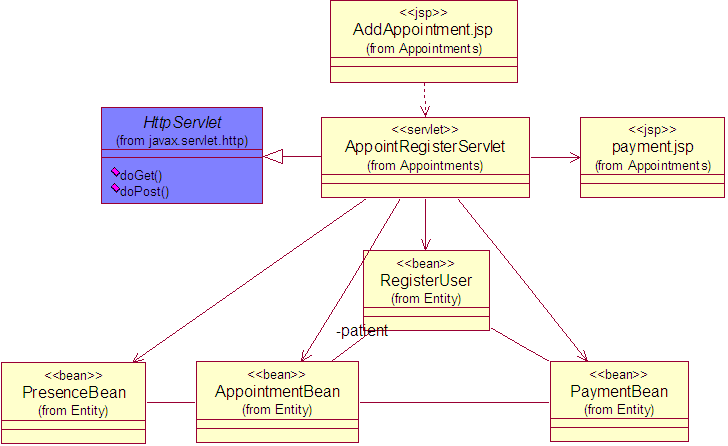 <<jsp>>
AddAppointment.jsp
(from Appointments)
HttpServlet
(from javax.servlet.http)
doGet()
doPost()
<<servlet>>
AppointRegisterServlet
(from Appointments)
<<jsp>>
payment.jsp
(from Appointments)
<<bean>>
RegisterUser
(from Entity)
-patient
<<bean>>
PresenceBean
(from Entity)
<<bean>>
AppointmentBean
(from Entity)
<<bean>>
PaymentBean
(from Entity)